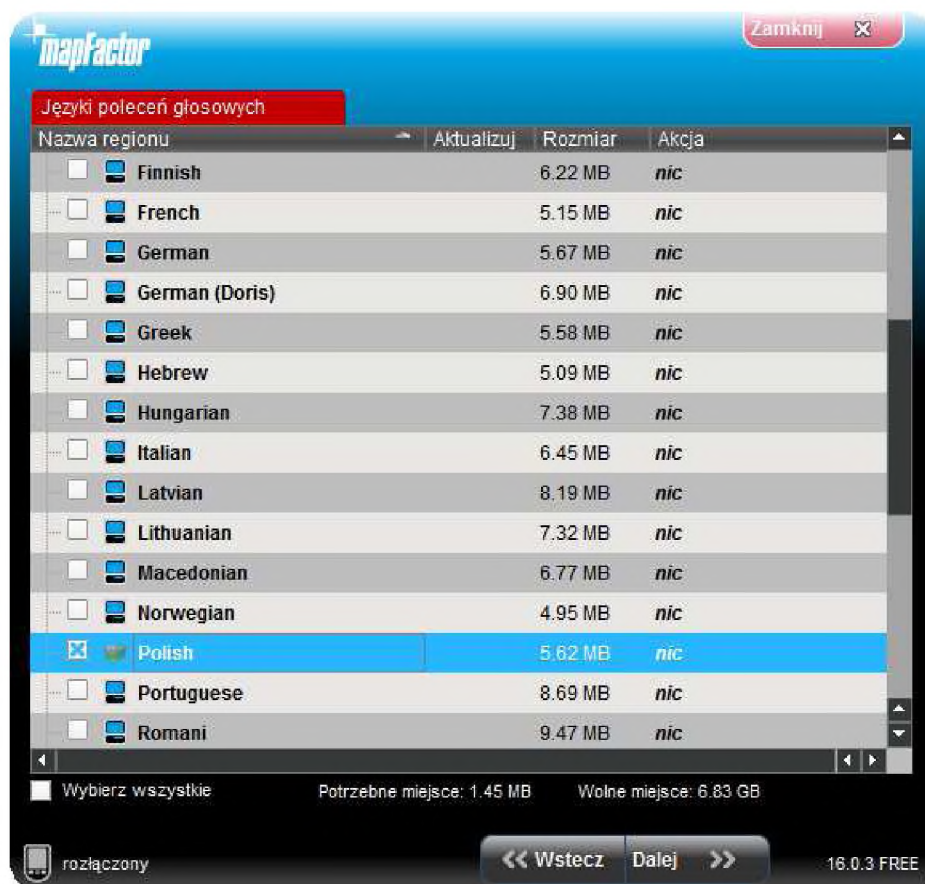 Zamknij
mapFactor
Języki poleceń głosowych
Nazwa regionu Aktualizuj Rozmiar Akcja
Finnish 6.22 MB nic
French 5.15 MB nic
German 5.67 MB nic
German (Doris) 6.90 MB nic
Greek 5.58 MB nic
Hebrew 5.09 MB nic
Hungarian 7.38 MB nic
Italian 6.45 MB nic
Latvian 8.19 MB nic
Lithuanian 7.32 MB nic
Macedonian 6.77 MB nic
Norwegian 4.95 MB nic
Polish 5.62 MB nic
Portuguese 8.69 MB nic
Romani 9.47 MB nic
Wybierz wszystkie Potrzebne miejsce: 1.45 MB Wolne miejsce: 6.83 GB
rozłączony << Wstecz Dalej >> 16.0.3 FREE